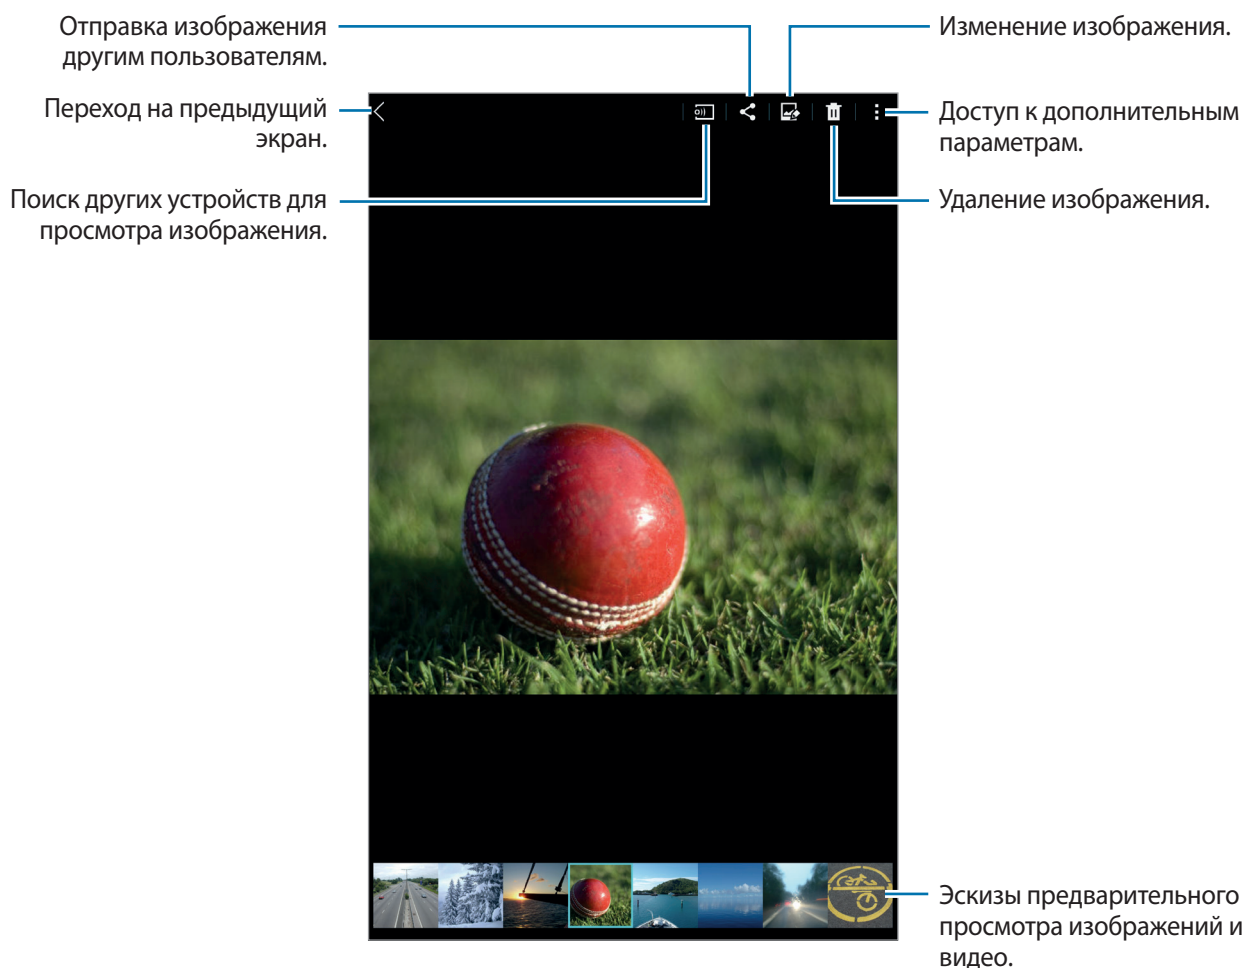 Отправка изображения
другим пользователям.
Изменение изображения.
Переход на предыдущий
экран.
Доступ к дополнительным
параметрам.
Поиск других устройств для
просмотра изображения.
Удаление изображения.
Эскизы предварительного
просмотра изображений и
видео.